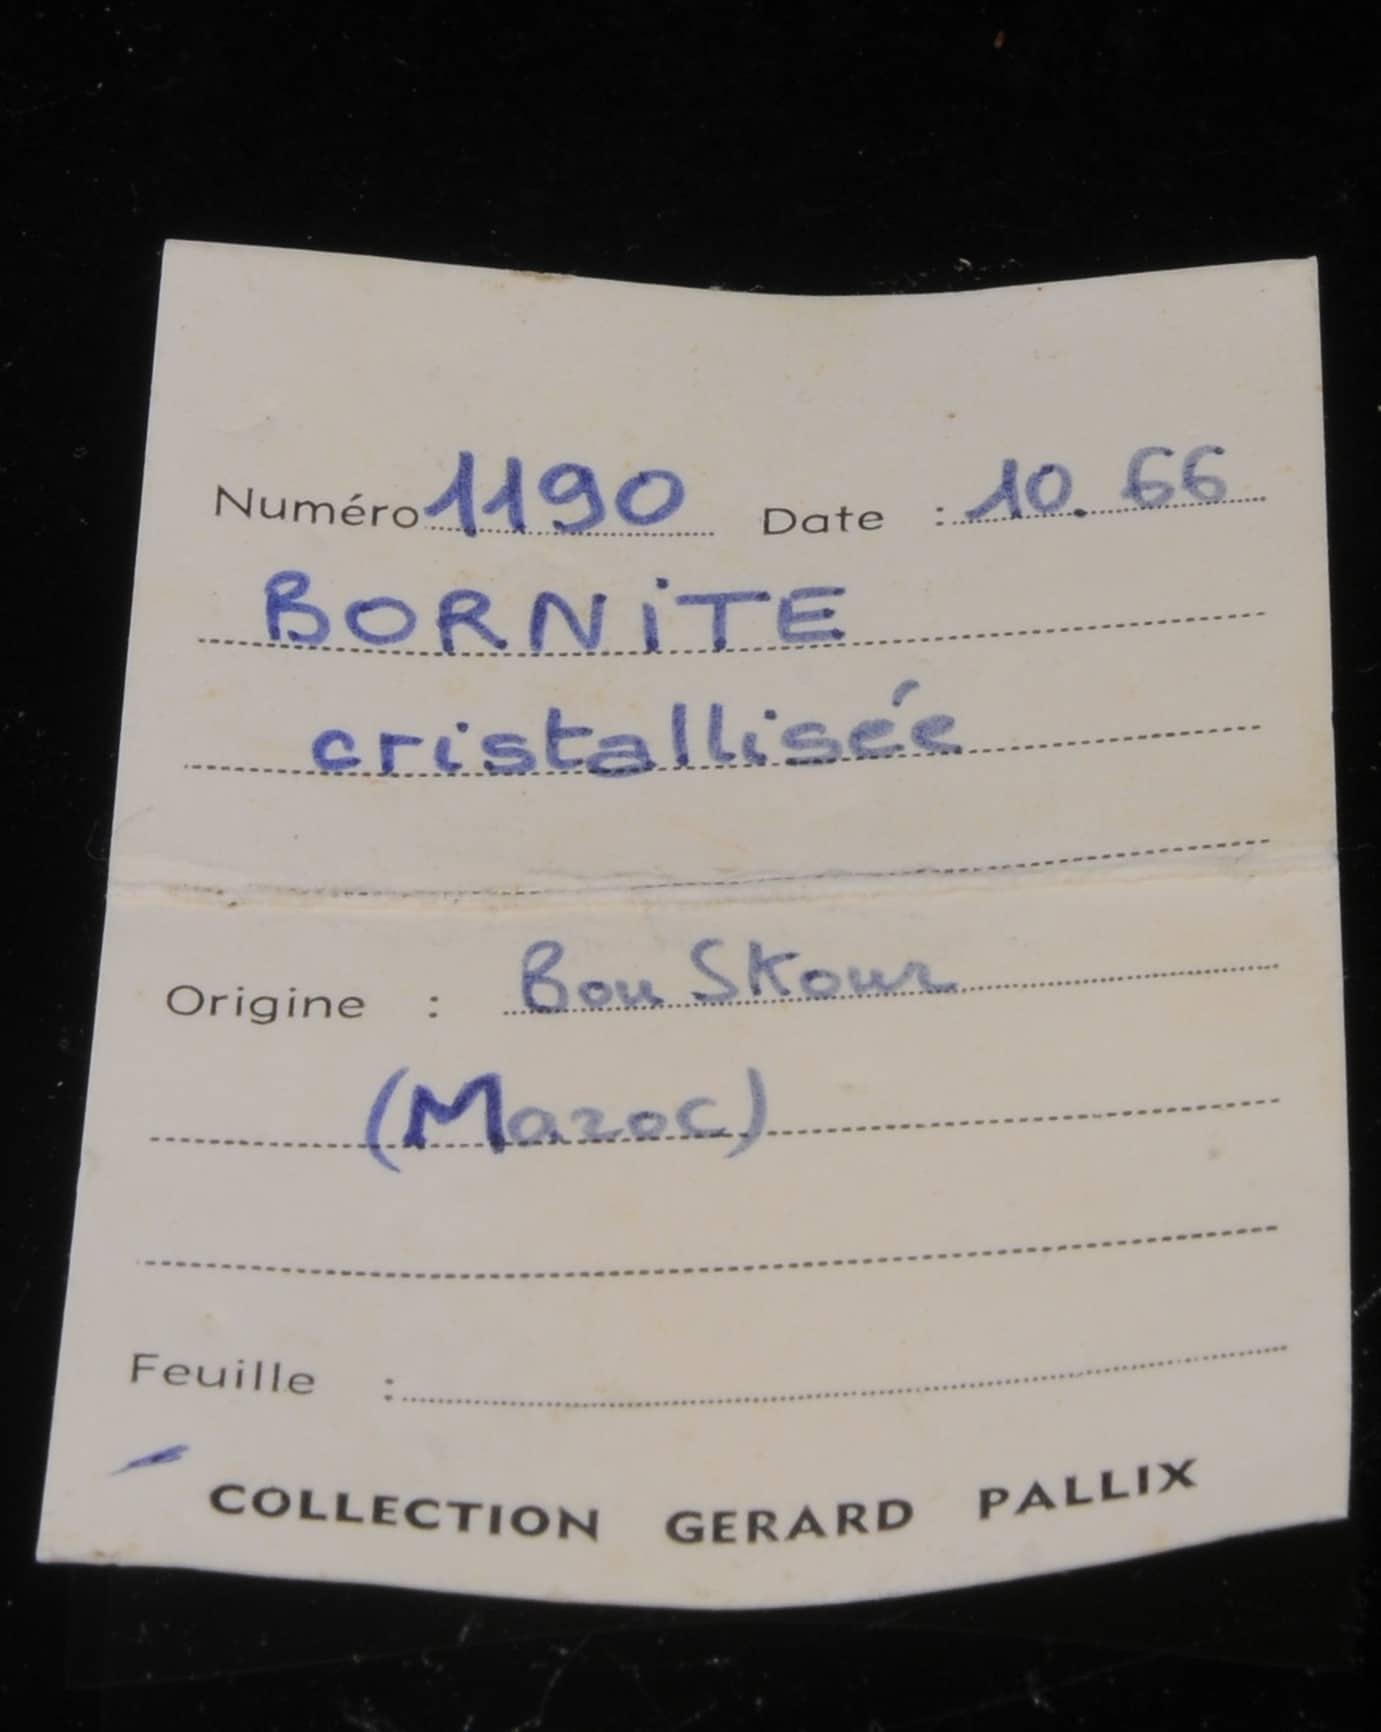 Numéro 1190 Date : 10. 66
BORNiTE
cristallisée
Origine : Bou Skour
(Maroc)
Feuille :
COLLECTION GERARD PALLIX